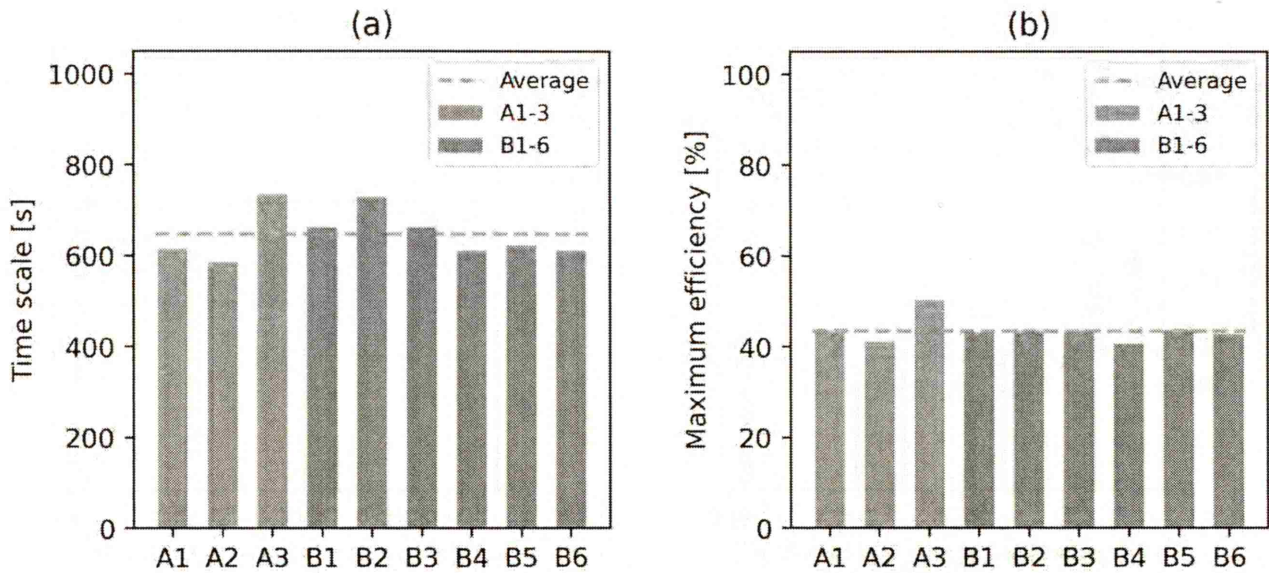 (a)
Time scale [s]
1000
800
600
400
200
0
A1 A2 A3 B1 B2 B3 B4 B5 B6
Average
A1-3
B1-6
(b)
Maximum efficiency [%]
100
80
60
40
20
0
A1 A2 A3 B1 B2 B3 B4 B5 B6
Average
A1-3
B1-6